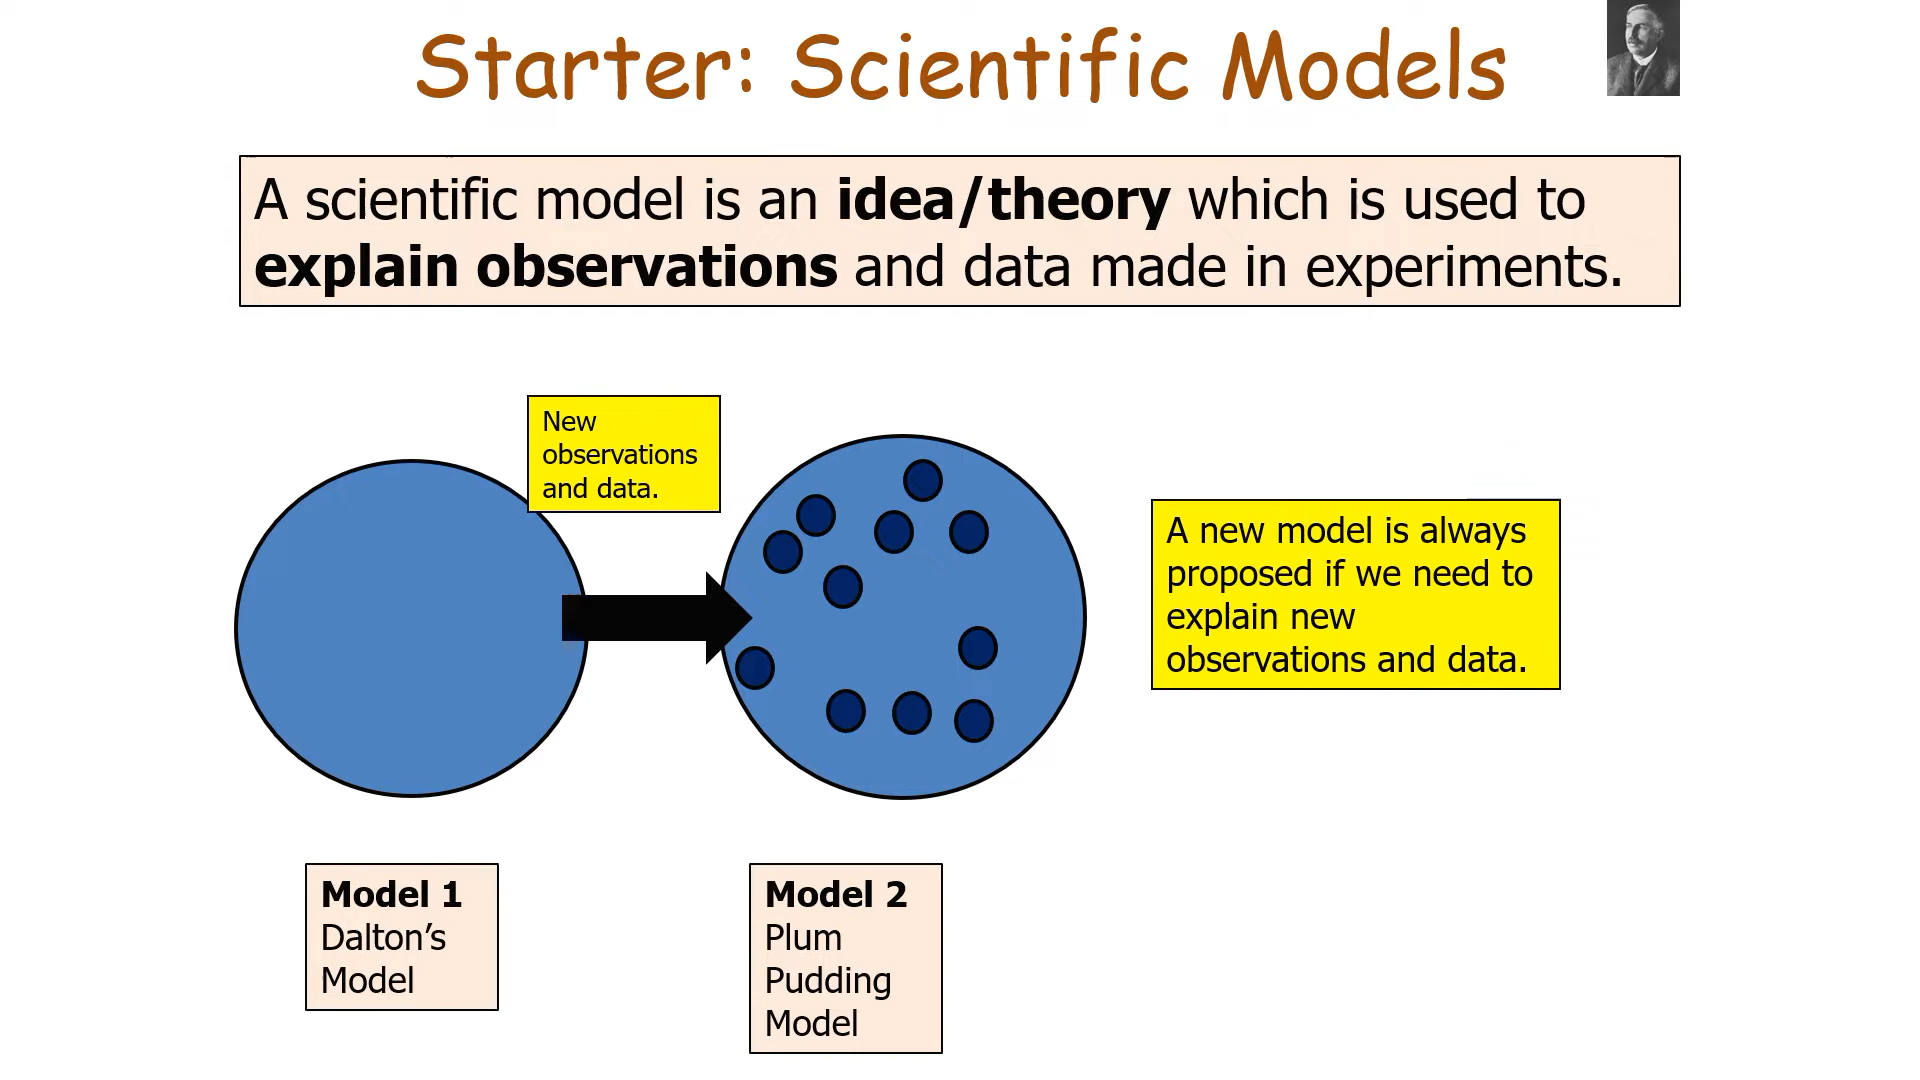 Starter: Scientific Models
A scientific model is an idea/theory which is used to
explain observations and data made in experiments.
New
observations
and data.
A new model is always
proposed if we need to
explain new
observations and data.
Model 1
Dalton’s
Model
Model 2
Plum
Pudding
Model